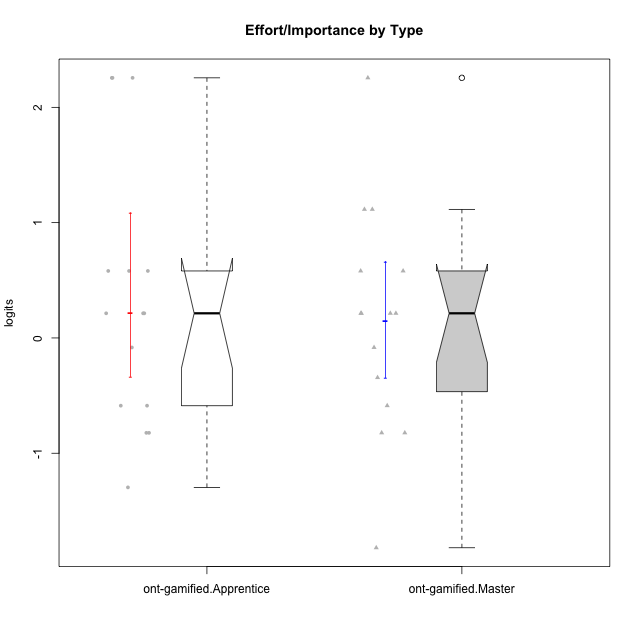 Effort/Importance by Type
2
1
0
-1
logits
ont-gamified.Apprentice
ont-gamified.Master